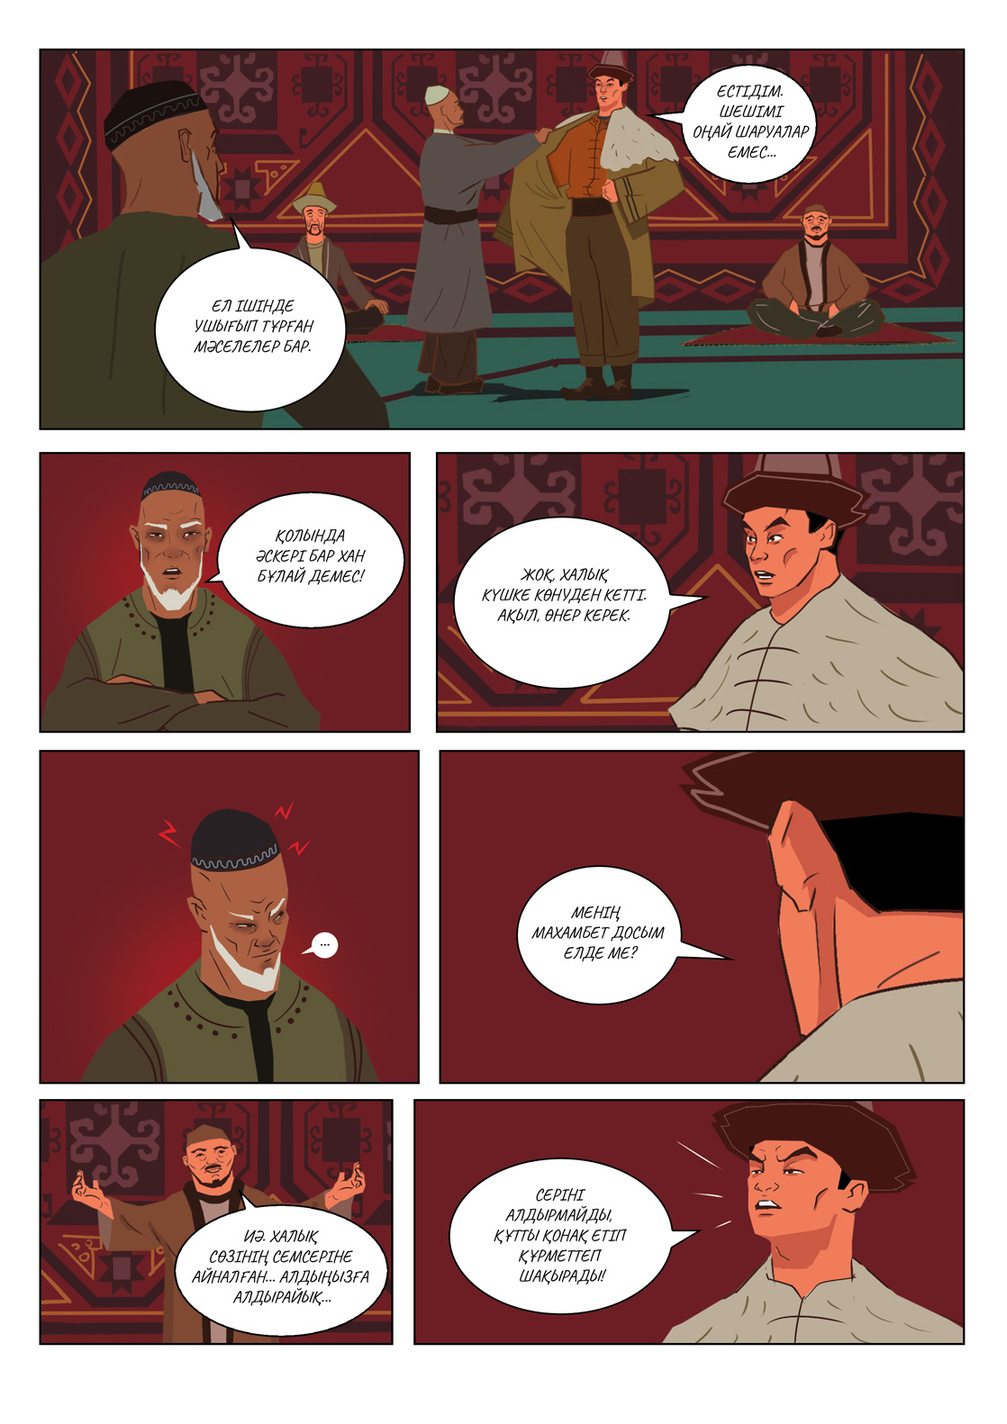 ЕСТІДІМ.
ШЕШІМІ
ОҢАЙ ШАРУАЛАР
ЕМЕС...
ЕЛ ІШІНДЕ
УШЫҒЫП ТҰРҒАН
МӘСЕЛЕЛЕР БАР.
ҚОЛЫНДА
ӘСКЕРІ БАР ХАН
БҰЛАЙ ДЕМЕС!
ЖОҚ, ХАЛЫҚ
КҮШКЕ КӨНУДЕН КЕТТІ.
АҚЫЛ, ӨНЕР КЕРЕК.
...
МЕНІҢ
МАХАМБЕТ ДОСЫМ
ЕЛДЕ МЕ?
ИӘ. ХАЛЫҚ
СӨЗІНІҢ СЕМСЕРІНЕ
АЙНАЛҒАН... АЛДЫҢЫЗҒА
АЛДЫРАЙЫҚ...
СЕРІНІ
АЛДЫРМАЙДЫ,
ҚҰТТЫ ҚОНАҚ ЕТІП
ҚҰРМЕТТЕП
ШАҚЫРАДЫ!